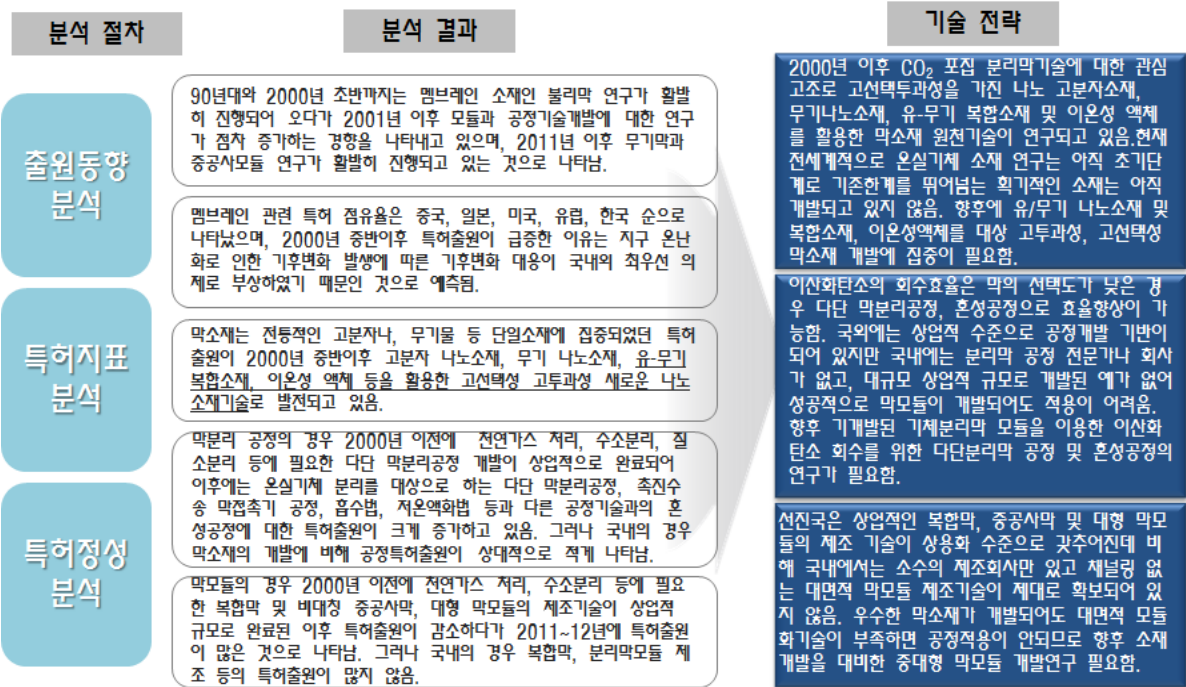 분석 절차
분석 결과
기술 전략
출원동향
분석
특허지표
분석
특허정성
분석
90년대와 2000년 초반까지는 멤브레인 소재인 불리막 연구가 활발
히 진행되어 오다가 2001년 이후 모듈과 공정기술개발에 대한 연구
가 점차 증가하는 경향을 나타내고 있으며, 2011년 이후 무기막과
중공사모듈 연구가 활발히 진행되고 있는 것으로 나타남.
멤브레인 관련 특허 점유율은 중국, 일본, 미국, 유럽, 한국 순으로
나타났으며, 2000년 중반이후 특허출원이 급증한 이유는 지구 온난
화로 인한 기후변화 발생에 따른 기후변화 대응이 국내외 최우선 의
제로 부상하였기 때문인 것으로 예측됨.
막소재는 전통적인 고분자나, 무기물 등 단일소재에 집중되었던 특허
출원이 2000년 중반이후 고분자 나노소재, 무기 나노소재, 유-무기
복합소재, 이온성 액체 등을 활용한 고선택성 고투과성 새로운 나노
소재기술로 발전되고 있음.
막분리 공정의 경우 2000년 이전에 천연가스 처리, 수소분리, 질
소분리 등에 필요한 다단 막분리공정 개발이 상업적으로 완료되어
이후에는 온실기체 분리를 대상으로 하는 다단 막분리공정, 촉진수
송 막접촉기 공정, 흡수법, 저온액화법 등과 다른 공정기술과의 혼
성공정에 대한 특허출원이 크게 증가하고 있음. 그러나 국내의 경우
막소재의 개발에 비해 공정특허출원이 상대적으로 적게 나타남.
막모듈의 경우 2000년 이전에 천연가스 처리, 수소분리 등에 필요
한 복합막 및 비대칭 중공사막, 대형 막모듈의 제조기술이 상업적
규모로 완료된 이후 특허출원이 감소하다가 2011~12년에 특허출원
이 많은 것으로 나타남. 그러나 국내의 경우 복합막, 분리막모듈 제
조 등의 특허출원이 많지 않음.
2000년 이후 CO₂ 포집 분리막기술에 대한 관심
고조로 고선택투과성을 가진 나노 고분자소재,
무기나노소재, 유-무기 복합소재 및 이온성 액체
를 활용한 막소재 원천기술이 연구되고 있음.현재
전세계적으로 온실기체 소재 연구는 아직 초기단
계로 기존한계를 뛰어넘는 획기적인 소재는 아직
개발되고 있지 않음. 향후에 유/무기 나노소재 및
복합소재, 이온성액체를 대상 고투과성, 고선택성
막소재 개발에 집중이 필요함.
이산화탄소의 회수효율은 막의 선택도가 낮은 경
우 다단 막분리공정, 혼성공정으로 효율향상이 가
능함. 국외에는 상업적 수준으로 공정개발 기반이
되어 있지만 국내에는 분리막 공정 전문가나 회사
가 없고, 대규모 상업적 규모로 개발된 예가 없어
성공적으로 막모듈이 개발되어도 적용이 어려움.
향후 기개발된 기체분리막 모듈을 이용한 이산화
탄소 회수를 위한 다단분리막 공정 및 혼성공정의
연구가 필요함.
선진국은 상업적인 복합막, 중공사막 및 대형 막모
듈의 제조 기술이 상용화 수준으로 갖추어진데 비
해 국내에서는 소수의 제조회사만 있고 채널링 없
는 대면적 막모듈 제조기술이 제대로 확보되어 있
지 않음. 우수한 막소재가 개발되어도 대면적 모듈
화기술이 부족하면 공정적용이 안되므로 향후 소재
개발을 대비한 중대형 막모듈 개발연구 필요함.